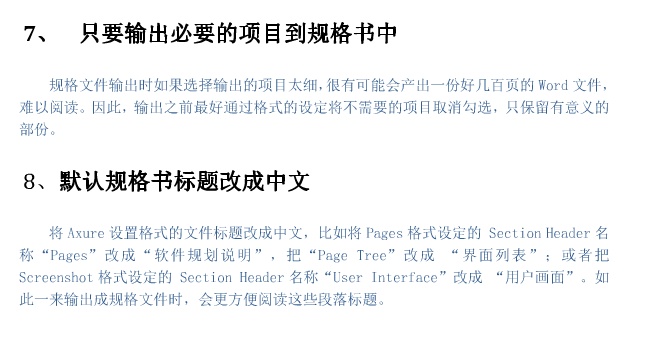 7、 只要输出必要的项目到规格书中
规格文件输出时如果选择输出的项目太细，很有可能会产出一份好几百页的 Word 文件，
难以阅读。因此，输出之前最好通过格式的设定将不需要的项目取消勾选，只保留有意义的
部份。
8、默认规格书标题改成中文
将 Axure 设置格式的文件标题改成中文，比如将 Pages 格式设定的 Section Header 名
称“Pages”改成“软件规划说明”，把“Page Tree”改成 “界面列表”；或者把
Screenshot 格式设定的 Section Header 名称“User Interface”改成 “用户画面”。如
此一来输出成规格文件时，会更方便阅读这些段落标题。